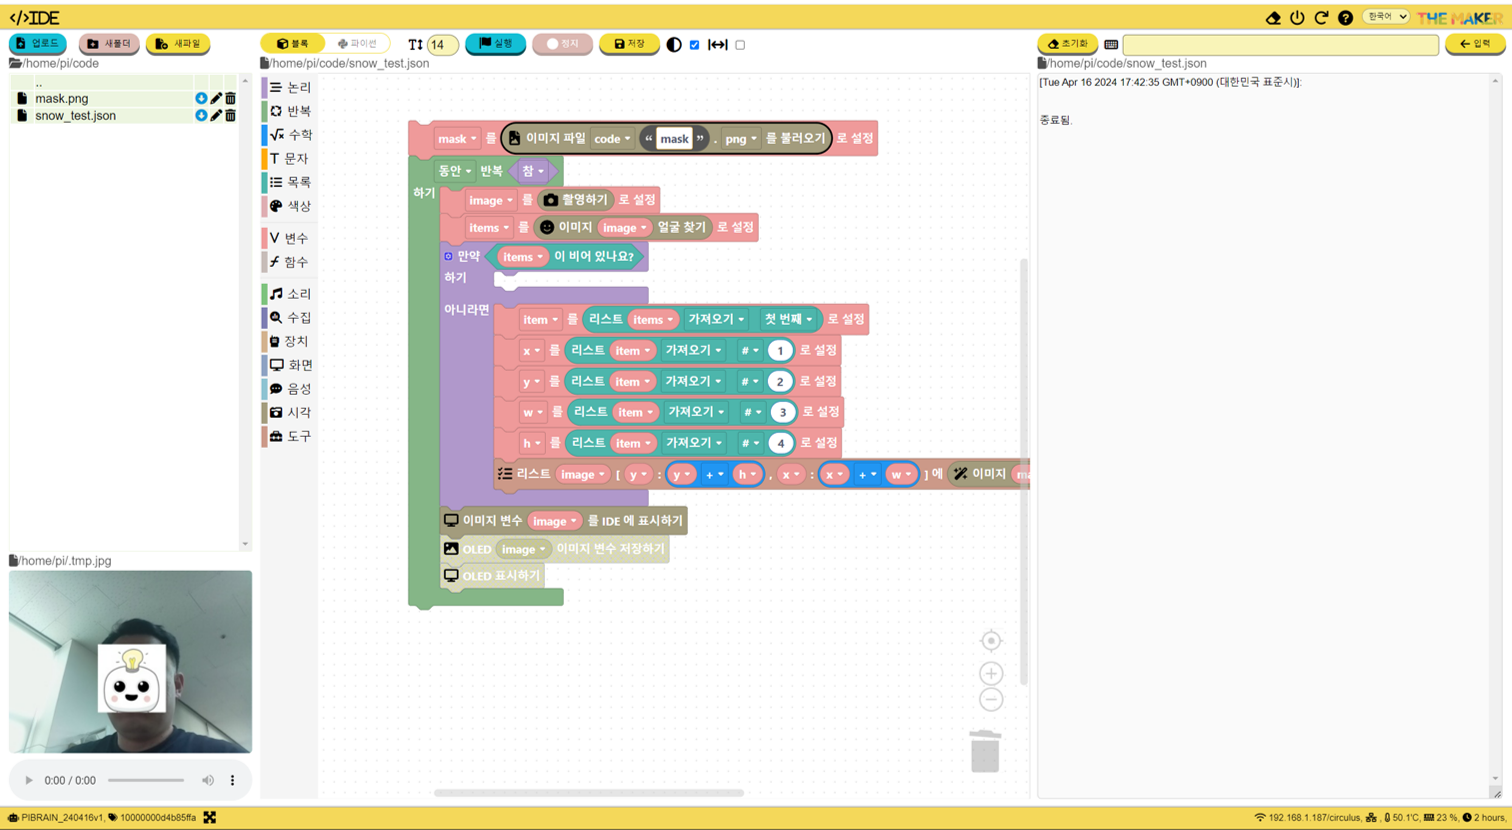 </>IDE
한국어
THE MAKER
업로드
새폴더
새파일
블록
파이썬
14
실행
정지
저장
초기화
입력
/home/pi/code
/home/pi/code/snow_test.json
/home/pi/code/snow_test.json
..
mask.png
snow_test.json
논리
반복
수학
문자
목록
색상
변수
함수
소리
수집
장치
화면
음성
시각
도구
mask 를 이미지 파일 code “ mask ” . png 를 불러오기 로 설정
동안 반복 참
하기
image 를 촬영하기 로 설정
items 를 이미지 image 얼굴 찾기 로 설정
만약 items 이 비어 있나요?
하기
아니라면
item 를 리스트 items 가져오기 첫 번째 로 설정
x 를 리스트 item 가져오기 # 1 로 설정
y 를 리스트 item 가져오기 # 2 로 설정
w 를 리스트 item 가져오기 # 3 로 설정
h 를 리스트 item 가져오기 # 4 로 설정
리스트 image [ y : y + h , x : x + w ] 에 이미지
이미지 변수 image 를 IDE 에 표시하기
OLED image 이미지 변수 저장하기
OLED 표시하기
[Tue Apr 16 2024 17:42:35 GMT+0900 (대한민국 표준시)]:
종료됨.
/home/pi/.tmp.jpg
0:00 / 0:00
PIBRAIN_240416v1, 10000000d4b85ffa
192.168.1.187/circulus, , 50.1'C, 23 %, 2 hours,